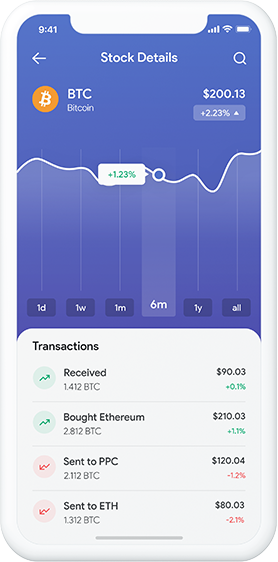 9:41
Stock Details
BTC $200.13
Bitcoin +2.23%
+1.23%
1d 1w 1m 6m 1y all
Transactions
Received $90.03
1.412 BTC +0.1%
Bought Ethereum $210.03
2.812 BTC +1.1%
Sent to PPC $120.04
2.112 BTC -1.2%
Sent to ETH $80.03
1.312 BTC -2.1%